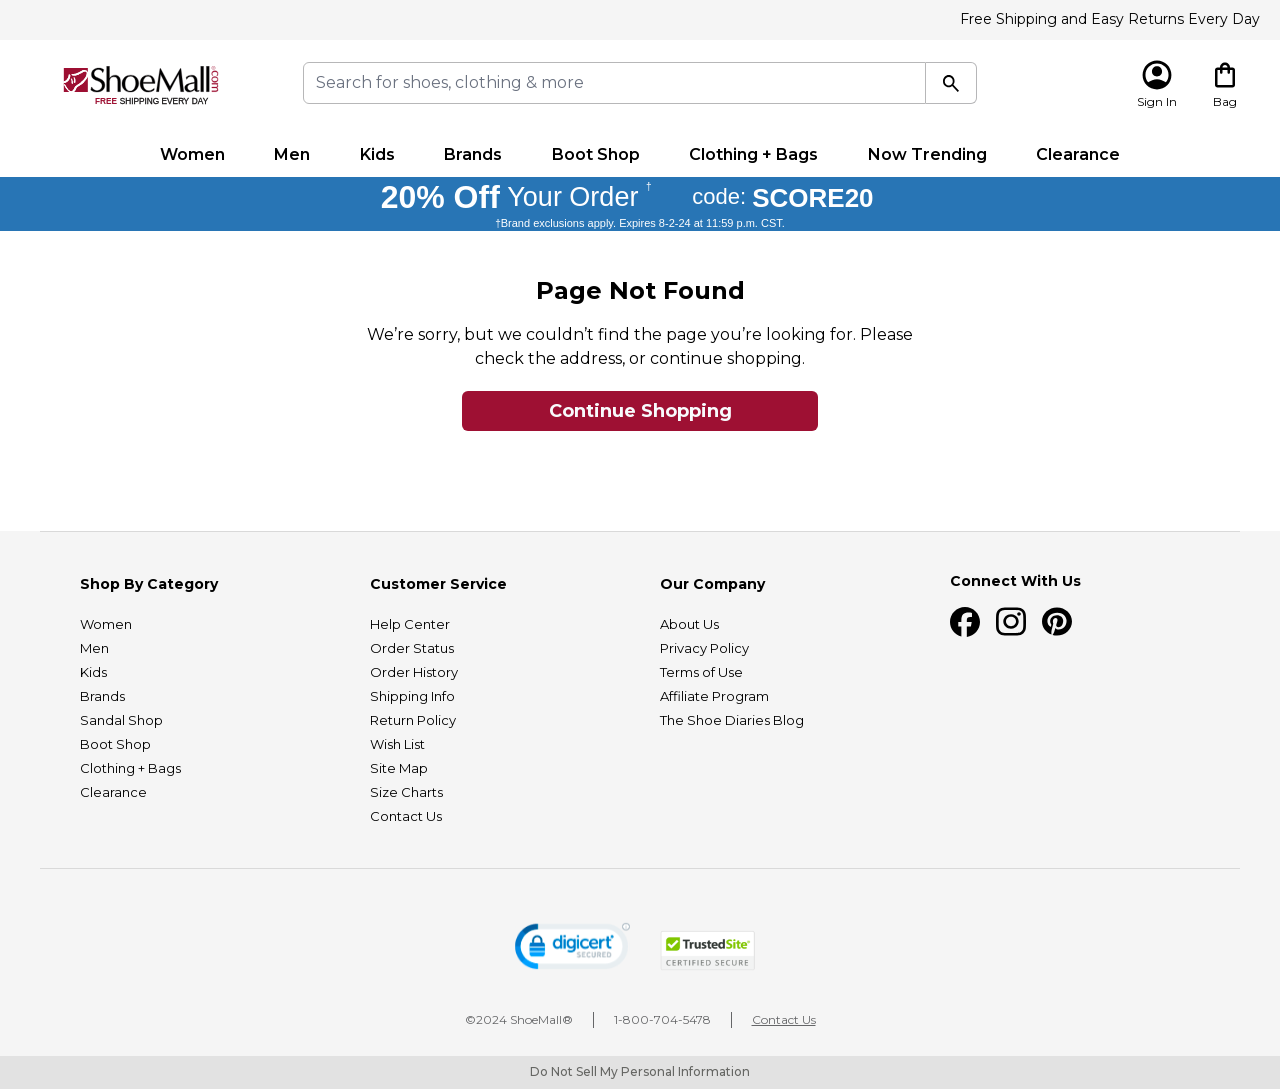 Free Shipping and Easy Returns Every Day
ShoeMall.com®
FREE SHIPPING EVERY DAY
Search for shoes, clothing & more
Sign In
Bag
Women
Men
Kids
Brands
Boot Shop
Clothing + Bags
Now Trending
Clearance
20% Off Your Order † code: SCORE20
†Brand exclusions apply. Expires 8-2-24 at 11:59 p.m. CST.
Page Not Found
We’re sorry, but we couldn’t find the page you’re looking for. Please
check the address, or continue shopping.
Continue Shopping
Shop By Category
Women
Men
Kids
Brands
Sandal Shop
Boot Shop
Clothing + Bags
Clearance
Customer Service
Help Center
Order Status
Order History
Shipping Info
Return Policy
Wish List
Site Map
Size Charts
Contact Us
Our Company
About Us
Privacy Policy
Terms of Use
Affiliate Program
The Shoe Diaries Blog
Connect With Us
digicert
SECURED
TrustedSite
CERTIFIED SECURE
©2024 ShoeMall®
1-800-704-5478
Contact Us
Do Not Sell My Personal Information